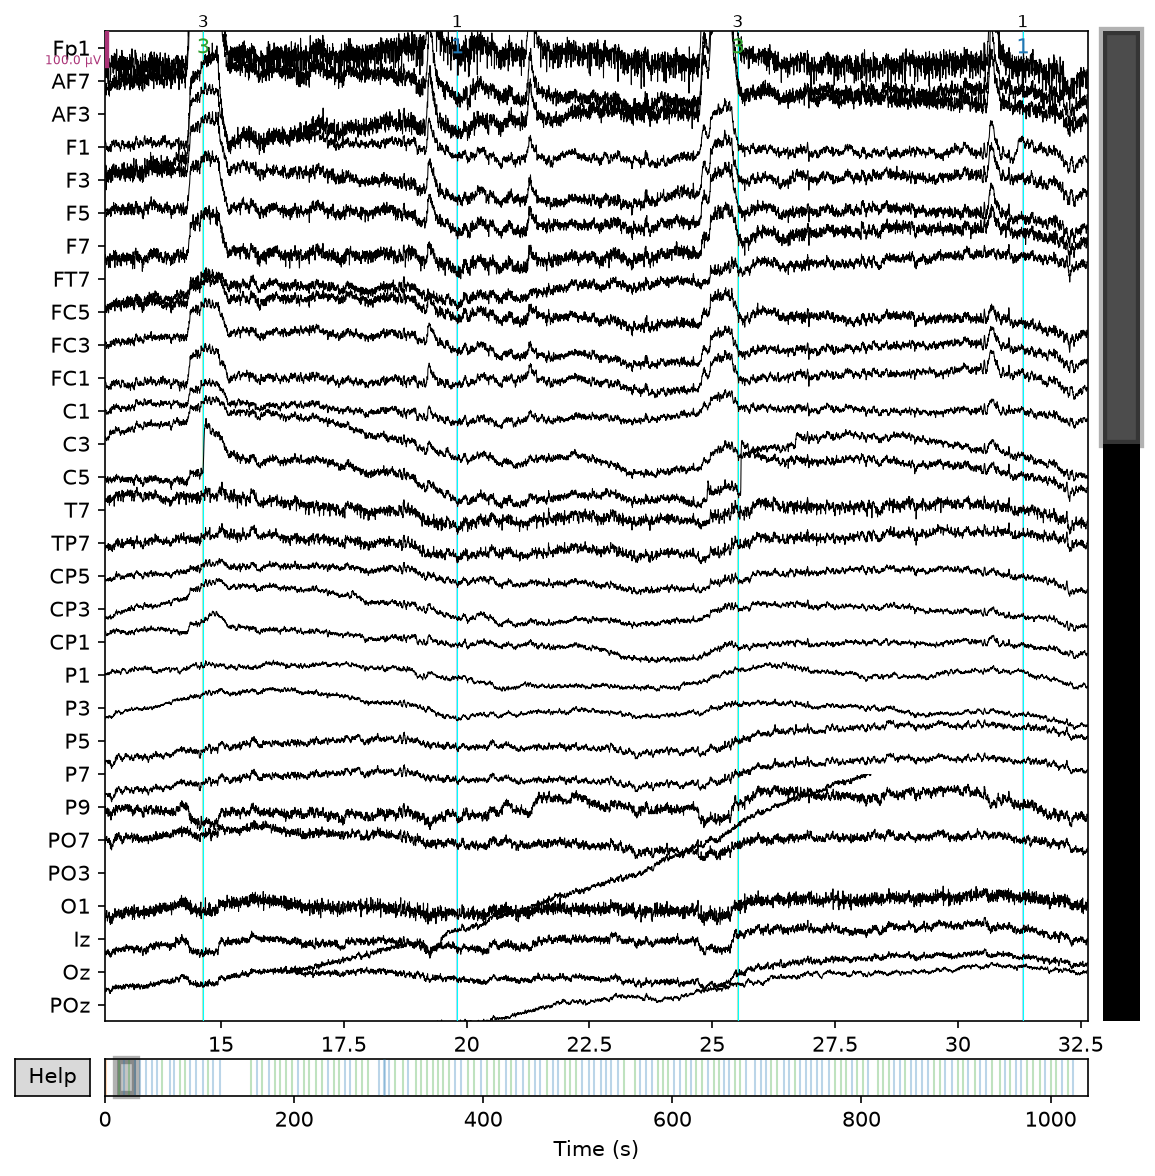 3 1 3 1
3 1 3 1
Fp1
100.0 µV
AF7
AF3
F1
F3
F5
F7
FT7
FC5
FC3
FC1
C1
C3
C5
T7
TP7
CP5
CP3
CP1
P1
P3
P5
P7
P9
PO7
PO3
O1
Iz
Oz
POz
15 17.5 20 22.5 25 27.5 30 32.5
Help
0 200 400 600 800 1000
Time (s)